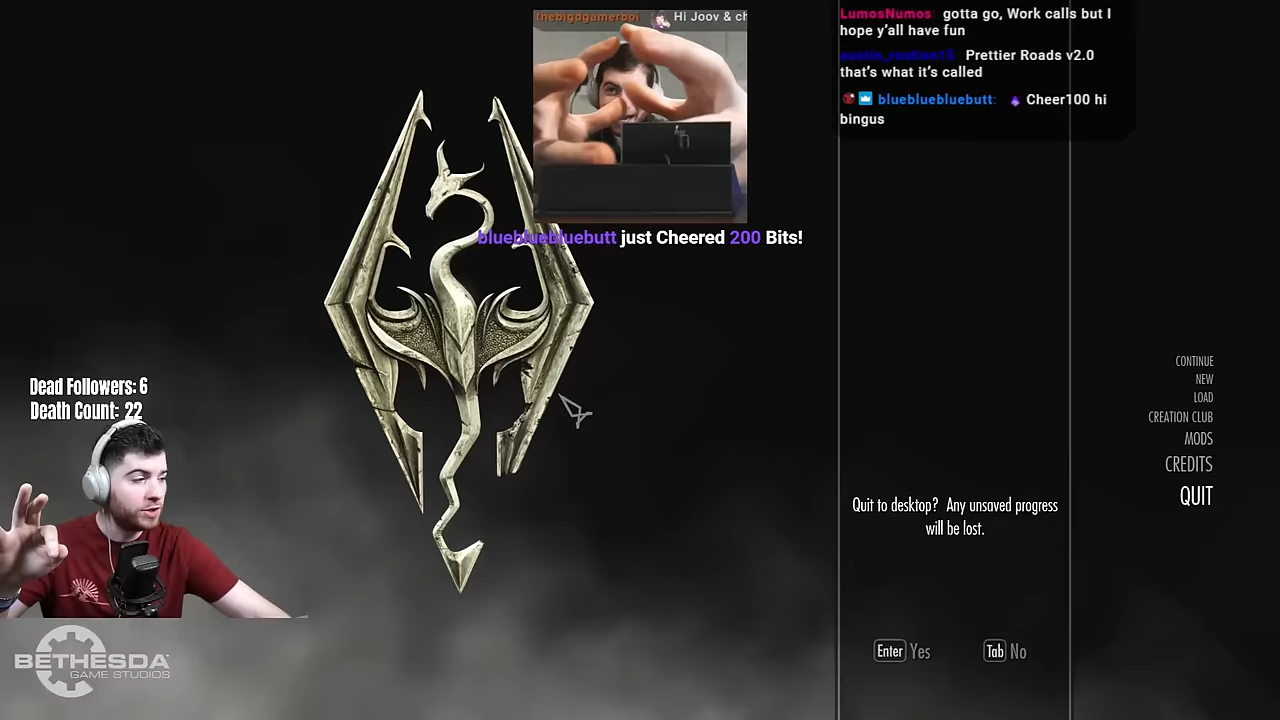 thebigdgamerboi Hi Joov & ch
LumosNumos: gotta go, Work calls but I
hope y'all have fun
Prettier Roads v2.0
that's what it's called
bluebluebluebutt: Cheer100 hi
bingus
hp
bluebluebluebutt just Cheered 200 Bits!
Dead Followers: 6
Death Count: 22
CONTINUE
NEW
LOAD
CREATION CLUB
MODS
CREDITS
QUIT
Quit to desktop? Any unsaved progress
will be lost.
Enter Yes
Tab No
BETHESDA
GAME STUDIOS